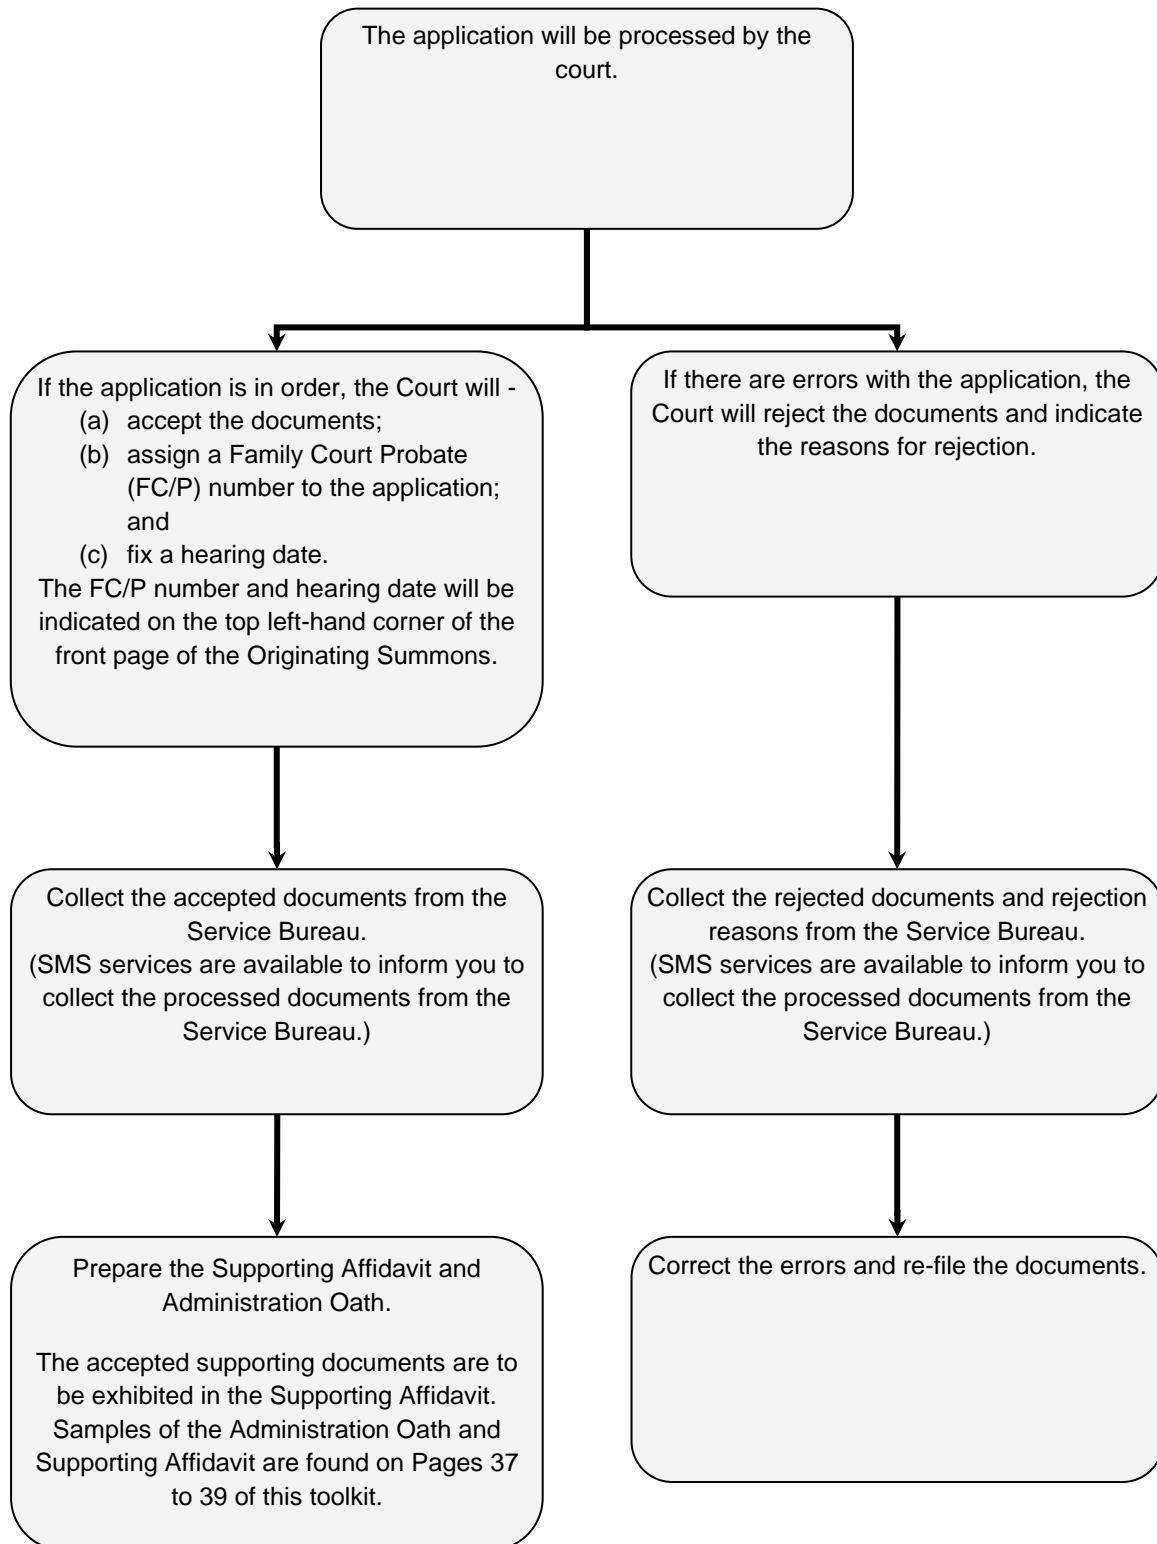 The application will be processed by the
court.
If the application is in order, the Court will -
(a) accept the documents;
(b) assign a Family Court Probate
(FC/P) number to the application;
and
(c) fix a hearing date.
The FC/P number and hearing date will be
indicated on the top left-hand corner of the
front page of the Originating Summons.
If there are errors with the application, the
Court will reject the documents and indicate
the reasons for rejection.
Collect the accepted documents from the
Service Bureau.
(SMS services are available to inform you to
collect the processed documents from the
Service Bureau.)
Collect the rejected documents and rejection
reasons from the Service Bureau.
(SMS services are available to inform you to
collect the processed documents from the
Service Bureau.)
Prepare the Supporting Affidavit and
Administration Oath.
The accepted supporting documents are to
be exhibited in the Supporting Affidavit.
Samples of the Administration Oath and
Supporting Affidavit are found on Pages 37
to 39 of this toolkit.
Correct the errors and re-file the documents.